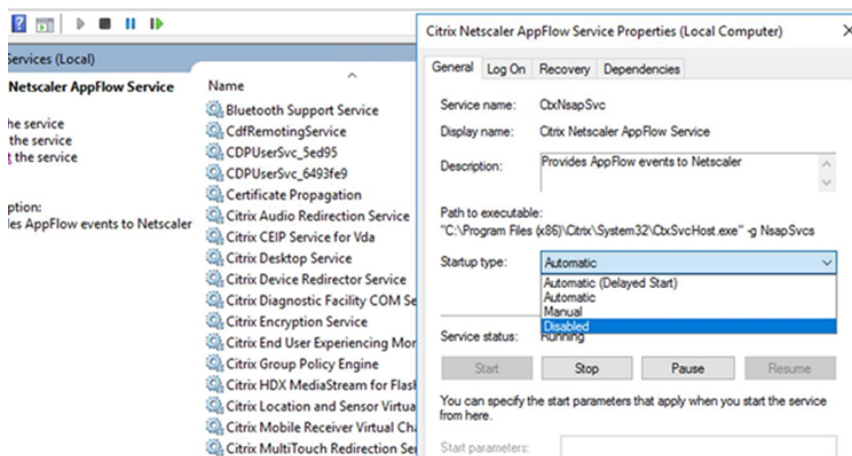 Services (Local)
Netscaler AppFlow Service
he service
the service
the service
ption:
les AppFlow events to Netscaler
Name
Bluetooth Support Service
CdfRemotingService
CDPUserSvc_5ed95
CDPUserSvc_6493fe9
Certificate Propagation
Citrix Audio Redirection Service
Citrix CEIP Service for Vda
Citrix Desktop Service
Citrix Device Redirector Service
Citrix Diagnostic Facility COM Se
Citrix Encryption Service
Citrix End User Experiencing Mor
Citrix Group Policy Engine
Citrix HDX MediaStream for Flash
Citrix Location and Sensor Virtua
Citrix Mobile Receiver Virtual Cha
Citrix MultiTouch Redirection Ser
Citrix Netscaler AppFlow Service Properties (Local Computer)
General Log On Recovery Dependencies
Service name: CtxNsapSvc
Display name: Citrix Netscaler AppFlow Service
Description: Provides AppFlow events to Netscaler
Path to executable:
"C:\Program Files (x86)\Citrix\System32\CtxSvcHost.exe" -g NsapSvcs
Startup type: Automatic
Automatic (Delayed Start)
Automatic
Manual
Disabled
Service status: Running
Start Stop Pause Resume
You can specify the start parameters that apply when you start the service
from here.
Start parameters: